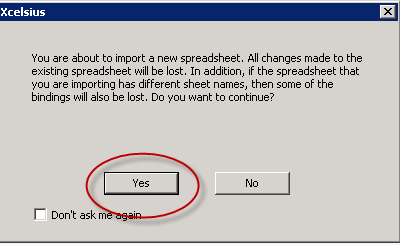 Xcelsius
You are about to import a new spreadsheet. All changes made to the
existing spreadsheet will be lost. In addition, if the spreadsheet that
you are importing has different sheet names, then some of the
bindings will also be lost. Do you want to continue?
Yes
No
Don't ask me again